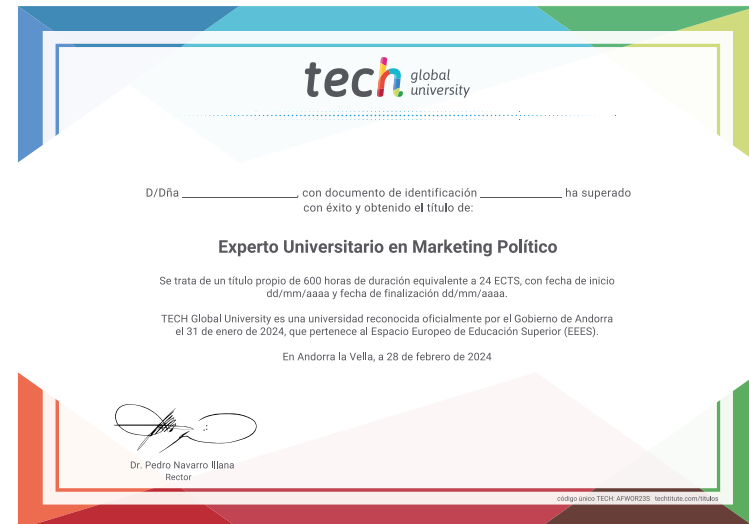 tech global
university
D/Dña ____________________, con documento de identificación ______________ ha superado
con éxito y obtenido el título de:
Experto Universitario en Marketing Político
Se trata de un título propio de 600 horas de duración equivalente a 24 ECTS, con fecha de inicio
dd/mm/aaaa y fecha de finalización dd/mm/aaaa.
TECH Global University es una universidad reconocida oficialmente por el Gobierno de Andorra
el 31 de enero de 2024, que pertenece al Espacio Europeo de Educación Superior (EEES).
En Andorra la Vella, a 28 de febrero de 2024
Dr. Pedro Navarro Illana
Rector
código único TECH: AFWOR23S techtitute.com/titulos